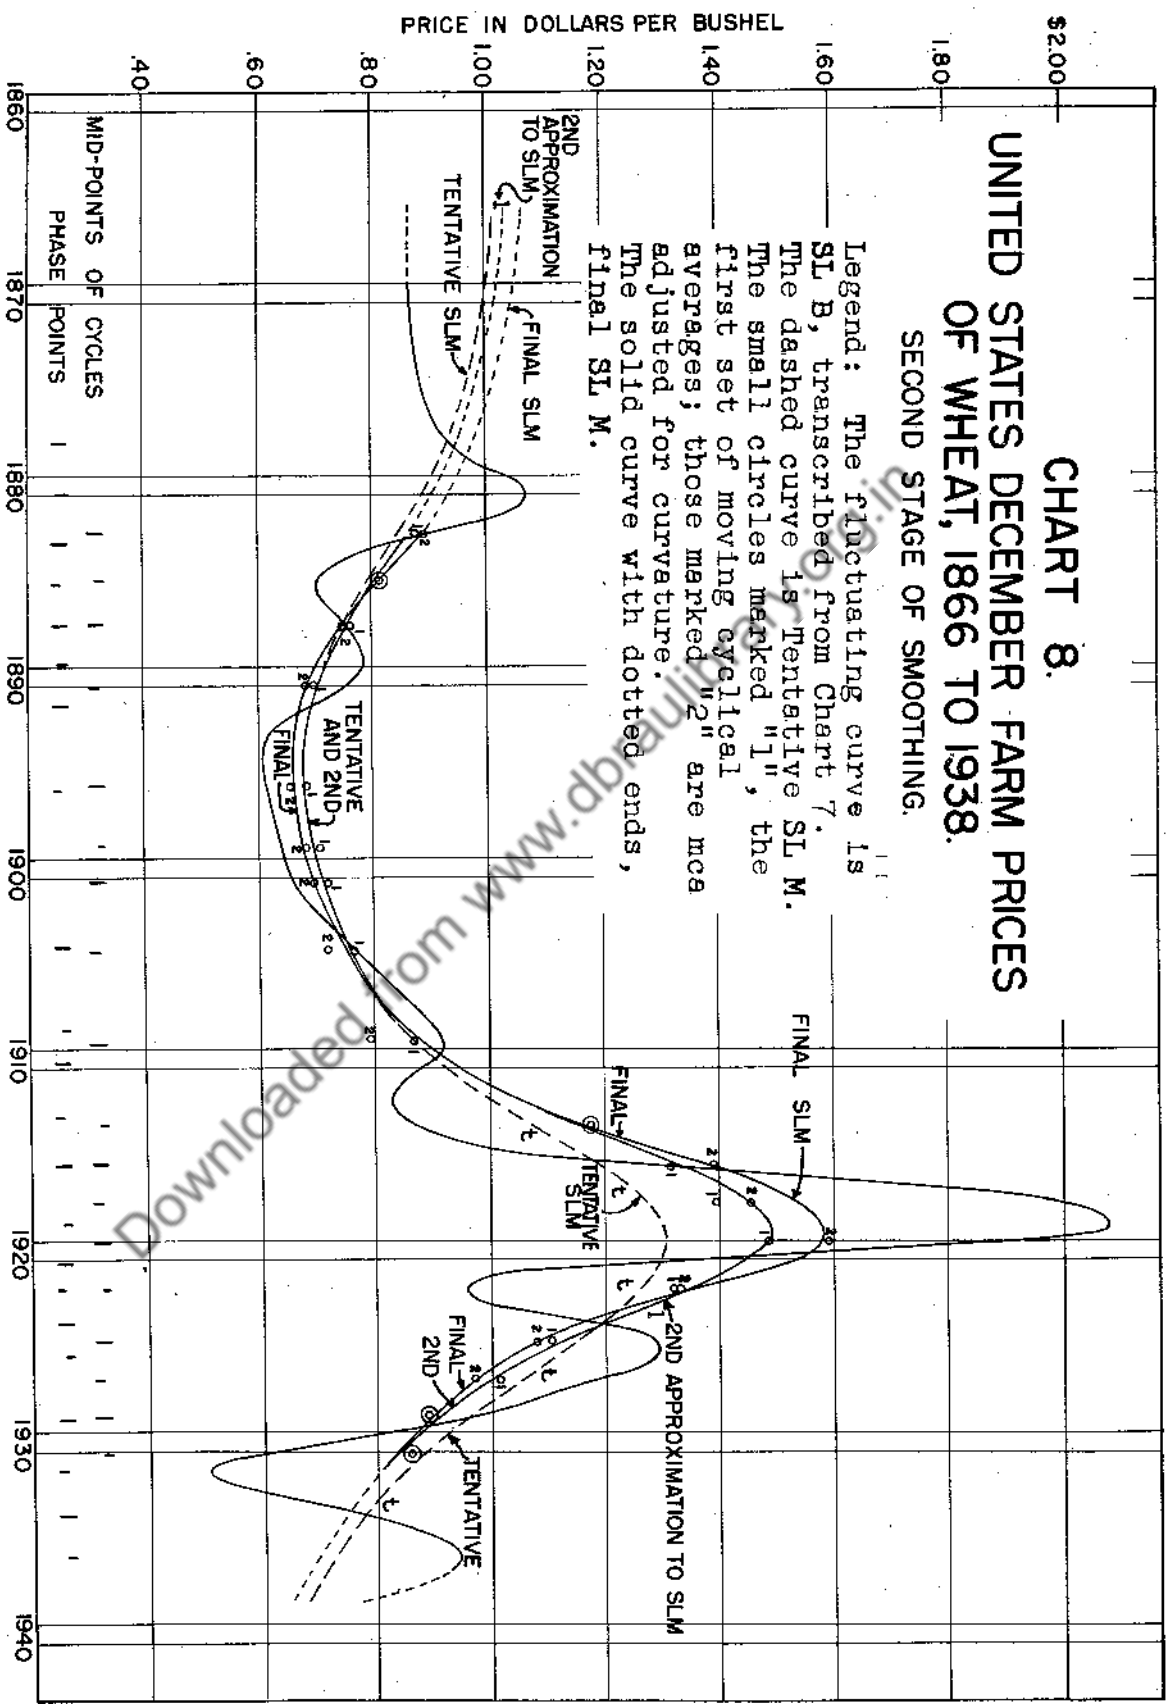 CHART 8.
UNITED STATES DECEMBER FARM PRICES
OF WHEAT, 1866 TO 1938.
SECOND STAGE OF SMOOTHING.
Legend: The fluctuating curve is
SL B, transcribed from Chart 7.
The dashed curve is Tentative SL M.
The small circles marked "1", the
first set of moving cyclical
averages; those marked "2" are mca
adjusted for curvature.
The solid curve with dotted ends,
final SL M.
PRICE IN DOLLARS PER BUSHEL
$2.00
1.80
1.60
1.40
1.20
1.00
.80
.60
.40
2ND
APPROXIMATION
TO SLM
FINAL SLM
TENTATIVE SLM
TENTATIVE
AND 2ND
FINAL
FINAL SLM
FINAL
TENTATIVE
SLM
2ND APPROXIMATION TO SLM
FINAL
2ND
TENTATIVE
t
t
t
t
t
MID-POINTS OF CYCLES
PHASE POINTS
1860
1870
1880
1890
1900
1910
1920
1930
1940
Downloaded from www.dbraulibrary.org.in